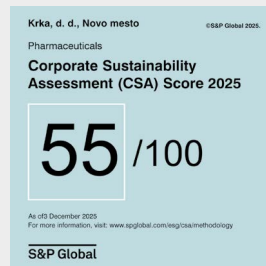 Krka, d. d., Novo mesto
©S&P Global 2025.
Pharmaceuticals
Corporate Sustainability
Assessment (CSA) Score 2025
55 /100
As of3 December 2025
For more information, visit: www.spglobal.com/esg/csa/methodology
S&P Global